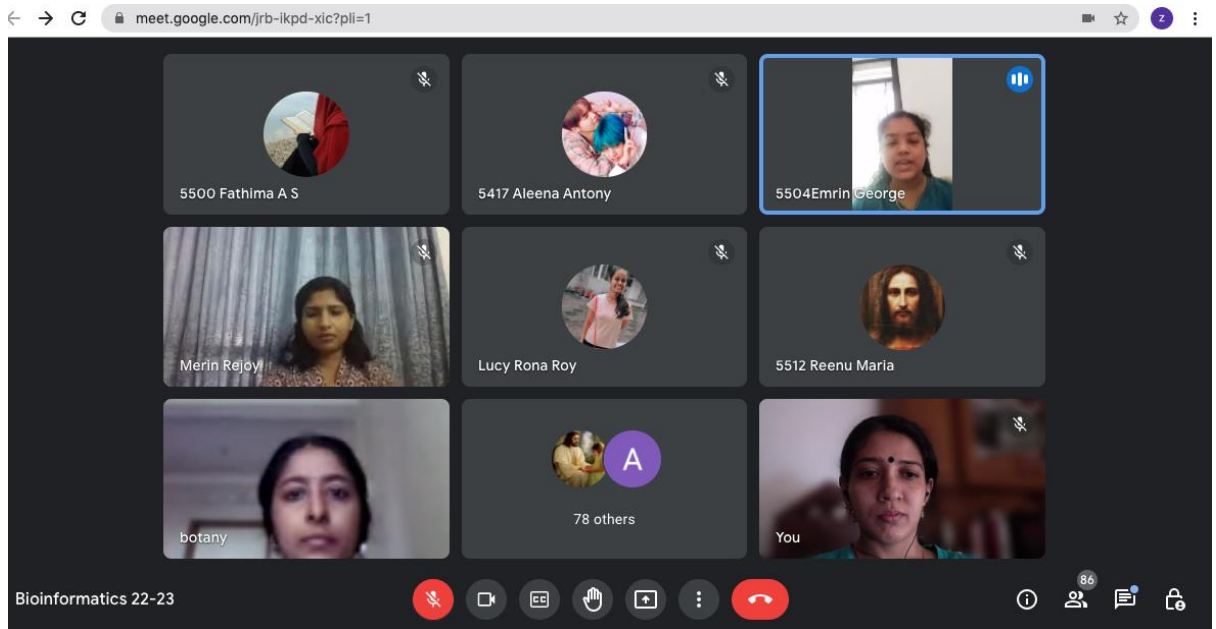 meet.google.com/jrb-ikpd-xic?pli=1
z
5500 Fathima A S
5417 Aleena Antony
5504Emrin George
Merin Rejoy
Lucy Rona Roy
5512 Reenu Maria
botany
A
78 others
You
Bioinformatics 22-23
CC
86